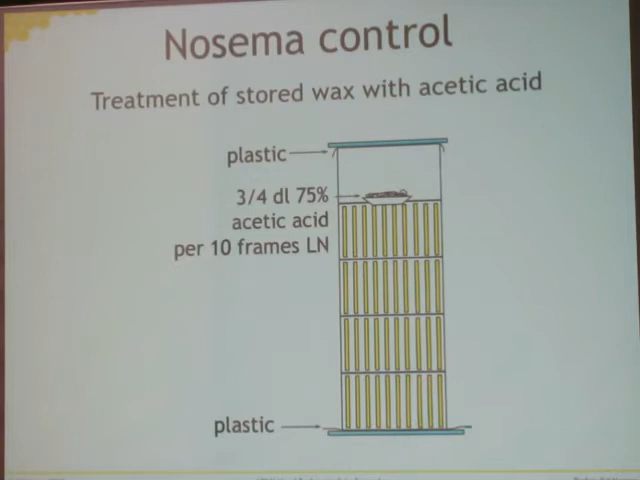 Nosema control
Treatment of stored wax with acetic acid
plastic
3/4 dl 75%
acetic acid
per 10 frames LN
plastic